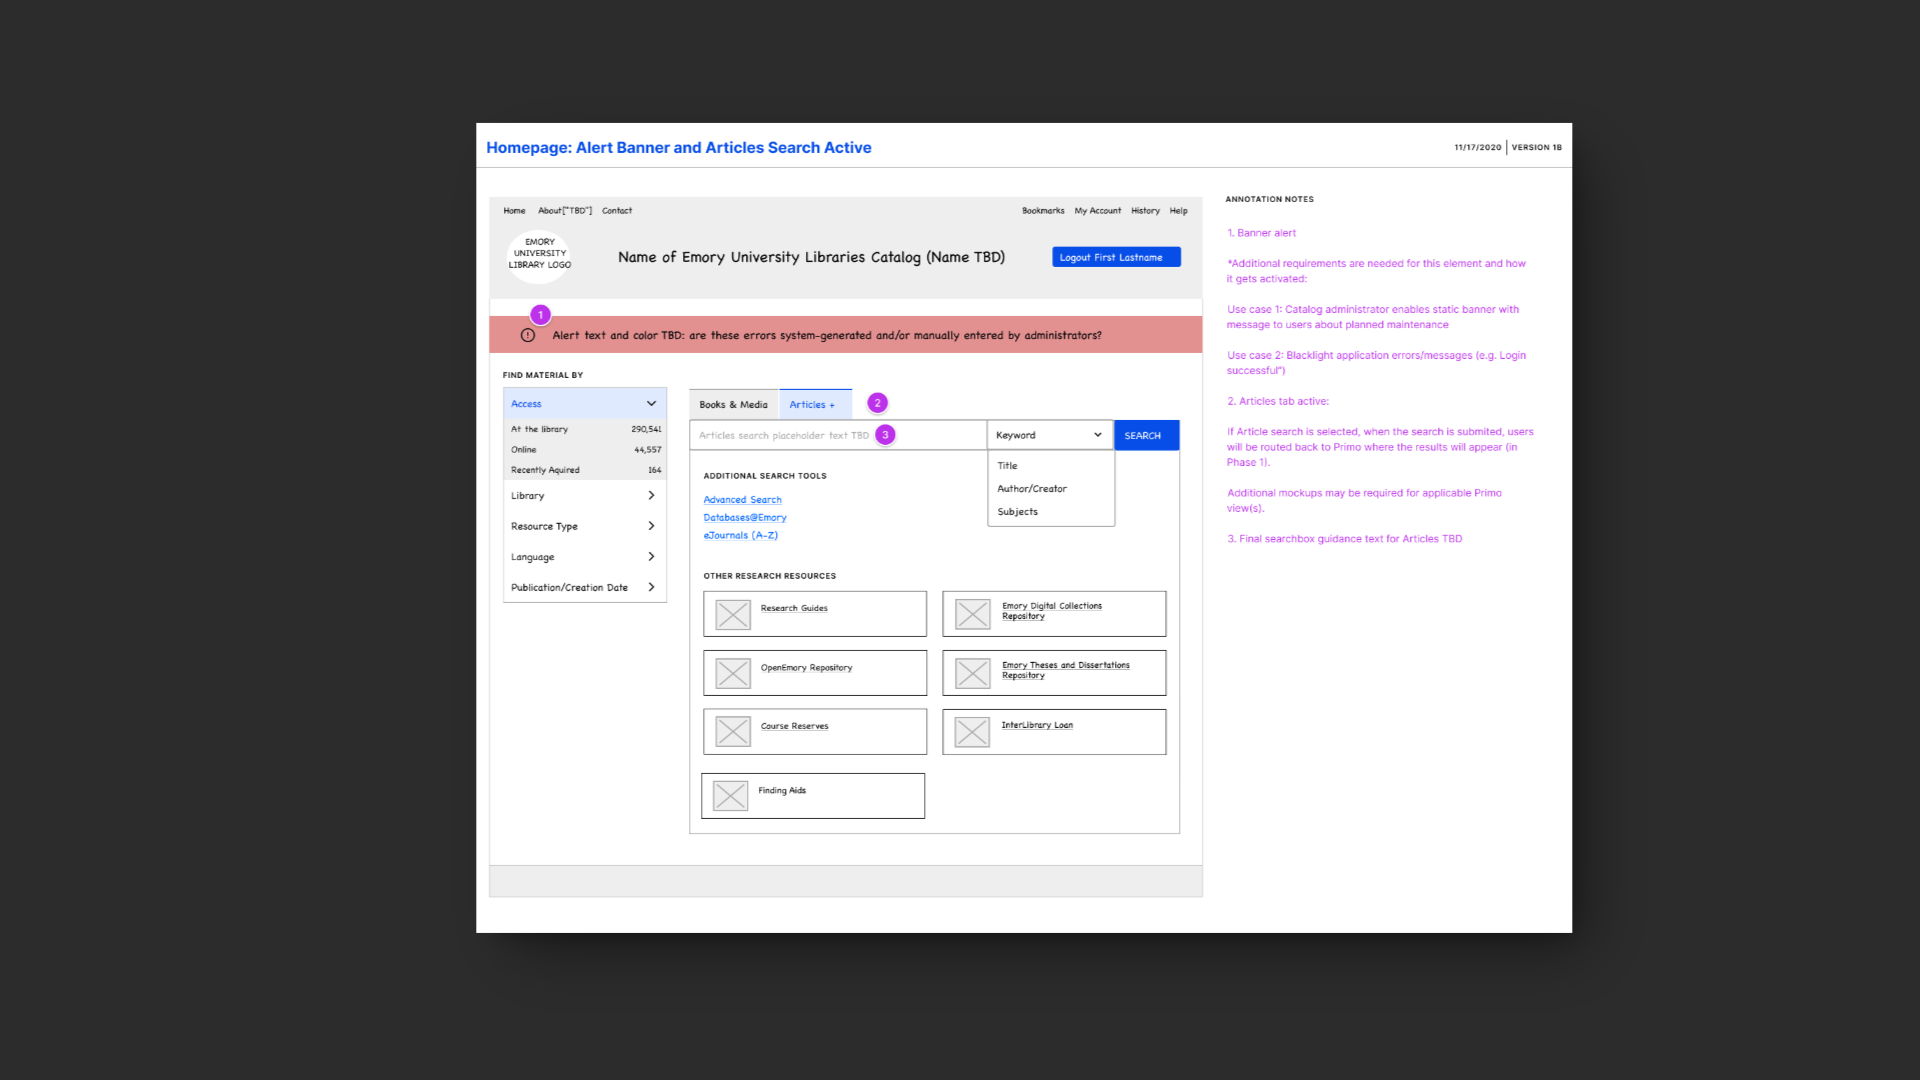 Homepage: Alert Banner and Articles Search Active
11/17/2020 | VERSION 1B
Home About["TBD"] Contact
Bookmarks My Account History Help
EMORY
UNIVERSITY
LIBRARY LOGO
Name of Emory University Libraries Catalog (Name TBD)
Logout First Lastname
1
Alert text and color TBD: are these errors system-generated and/or manually entered by administrators?
FIND MATERIAL BY
Access
At the library 290,541
Online 44,557
Recently Aquired 164
Library
Resource Type
Language
Publication/Creation Date
Books & Media
Articles +
2
Articles search placeholder text TBD
3
Keyword
SEARCH
Title
Author/Creator
Subjects
ADDITIONAL SEARCH TOOLS
Advanced Search
Databases@Emory
eJournals (A-Z)
OTHER RESEARCH RESOURCES
Research Guides
Emory Digital Collections
Repository
OpenEmory Repository
Emory Theses and Dissertations
Repository
Course Reserves
InterLibrary Loan
Finding Aids
ANNOTATION NOTES
1. Banner alert
*Additional requirements are needed for this element and how
it gets activated:
Use case 1: Catalog administrator enables static banner with
message to users about planned maintenance
Use case 2: Blacklight application errors/messages (e.g. Login
successful")
2. Articles tab active:
If Article search is selected, when the search is submited, users
will be routed back to Primo where the results will appear (in
Phase 1).
Additional mockups may be required for applicable Primo
view(s).
3. Final searchbox guidance text for Articles TBD